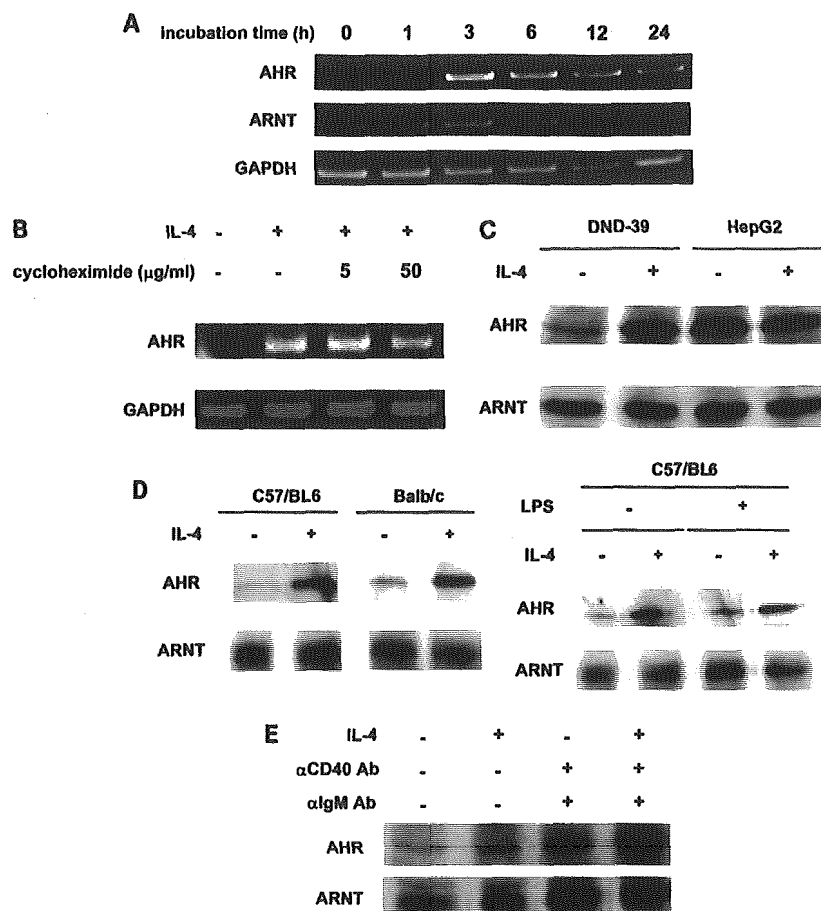 A
incubation time (h) 0 1 3 6 12 24
AHR
ARNT
GAPDH
B
IL-4 - + + +
cycloheximide (μg/ml) - - 5 50
AHR
GAPDH
C
DND-39 HepG2
IL-4 - + - +
AHR
ARNT
D
C57/BL6 Balb/c
IL-4 - + - +
AHR
ARNT
C57/BL6
LPS - +
IL-4 - + - +
AHR
ARNT
E
IL-4 - + - +
αCD40 Ab - - + +
αIgM Ab - - + +
AHR
ARNT